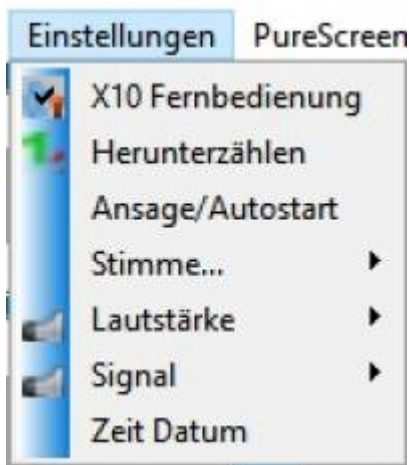 Einstellungen PureScreen
X10 Fernbedienung
Herunterzählen
Ansage/Autostart
Stimme...
Lautstärke
Signal
Zeit Datum